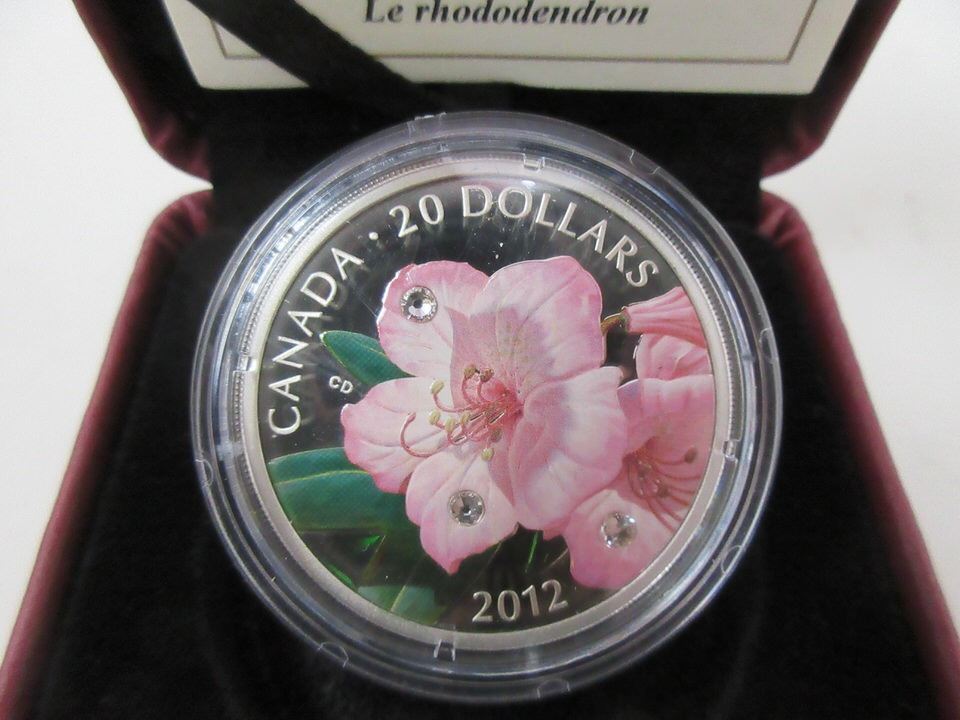 Le rhododendron
CANADA · 20 DOLLARS
CD
2012